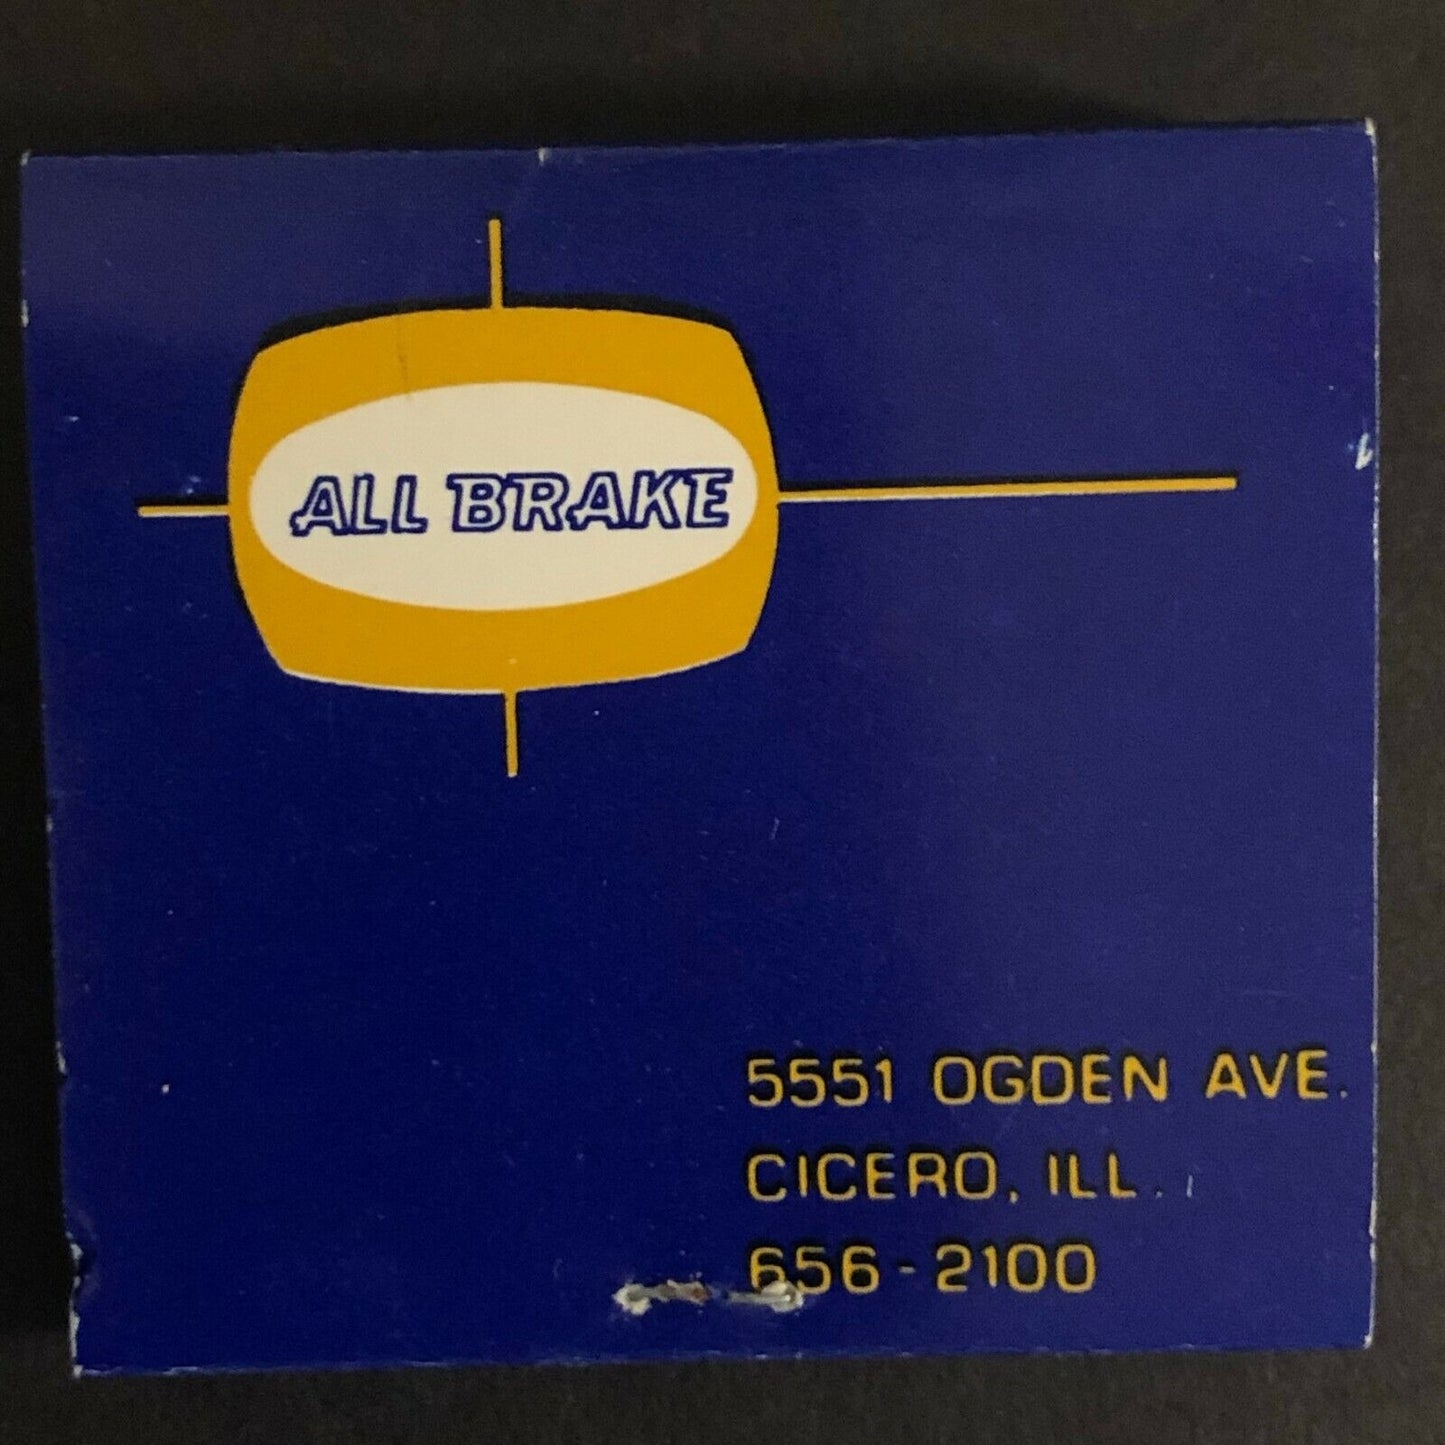 ALL BRAKE
5551 OGDEN AVE.
CICERO, ILL.
656-2100